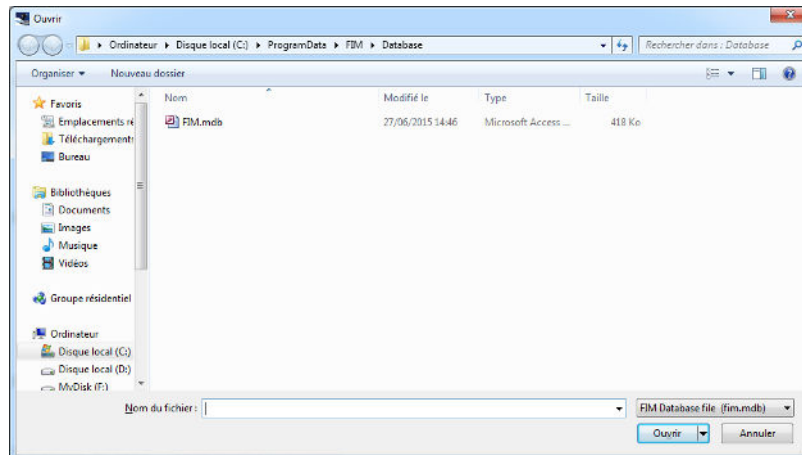 Ouvrir
Ordinateur ▸ Disque local (C:) ▸ ProgramData ▸ FIM ▸ Database
Rechercher dans : Database
Organiser Nouveau dossier
Nom Modifié le Type Taille
FIM.mdb 27/06/2015 14:46 Microsoft Access ... 418 Ko
Favoris
Emplacements ré
Téléchargements
Bureau
Bibliothèques
Documents
Images
Musique
Vidéos
Groupe résidentiel
Ordinateur
Disque local (C:)
Disque local (D:)
MyDisk (F:)
Nom du fichier :
FIM Database file (fim.mdb)
Ouvrir Annuler